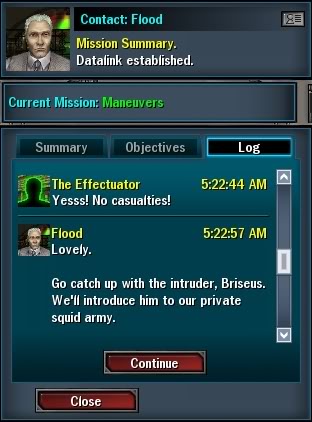 Contact: Flood
Mission Summary.
Datalink established.
Current Mission: Maneuvers
Summary
Objectives
Log
The Effectuator 5:22:44 AM
Yesss! No casualties!
Flood 5:22:57 AM
Lovely.
Go catch up with the intruder, Briseus.
We'll introduce him to our private
squid army.
Continue
Close